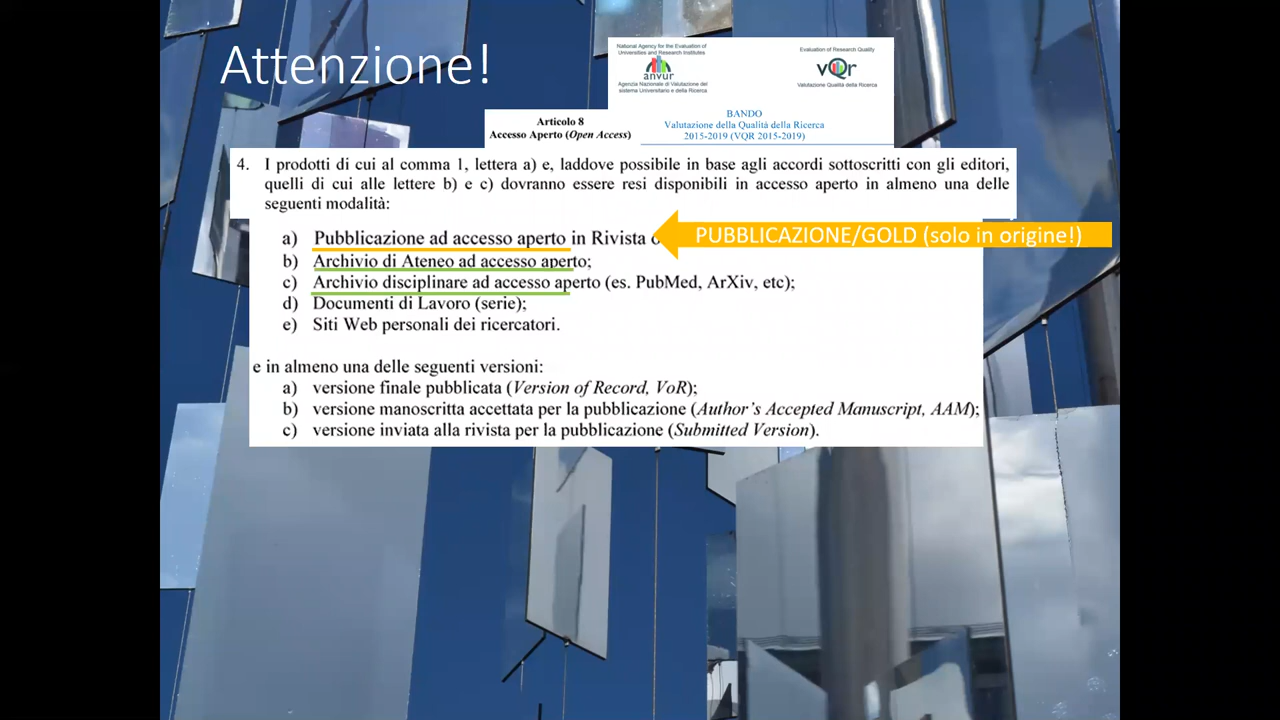 Attenzione!
National Agency for the Evaluation of
Universities and Research Institutes
anvur
Agenzia Nazionale di Valutazione del
sistema Universitario e della Ricerca
Evaluation of Research Quality
vQr
Valutazione Qualità della Ricerca
BANDO
Valutazione della Qualità della Ricerca
2015-2019 (VQR 2015-2019)
Articolo 8
Accesso Aperto (Open Access)
4. I prodotti di cui al comma 1, lettera a) e, laddove possibile in base agli accordi sottoscritti con gli editori,
quelli di cui alle lettere b) e c) dovranno essere resi disponibili in accesso aperto in almeno una delle
seguenti modalità:
a) Pubblicazione ad accesso aperto in Rivista
PUBBLICAZIONE/GOLD (solo in origine!)
b) Archivio di Ateneo ad accesso aperto;
c) Archivio disciplinare ad accesso aperto (es. PubMed, ArXiv, etc);
d) Documenti di Lavoro (serie);
e) Siti Web personali dei ricercatori.
e in almeno una delle seguenti versioni:
a) versione finale pubblicata (Version of Record, VoR);
b) versione manoscritta accettata per la pubblicazione (Author's Accepted Manuscript, AAM);
c) versione inviata alla rivista per la pubblicazione (Submitted Version).